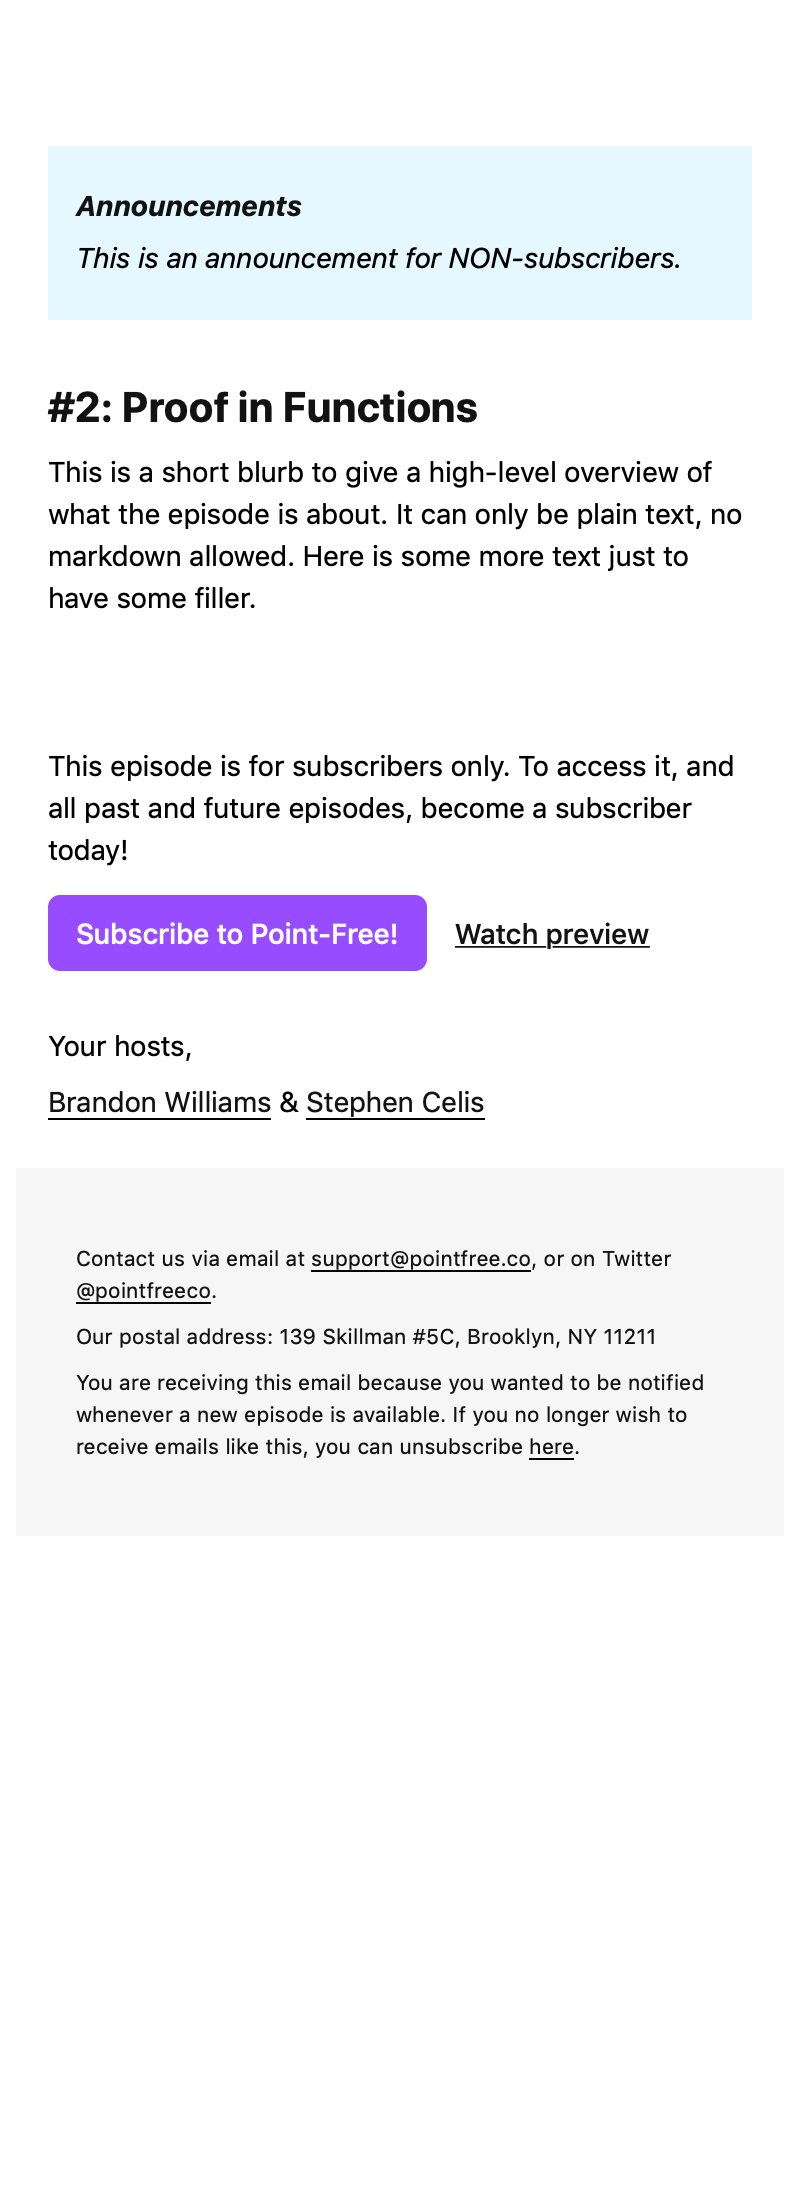 Announcements
This is an announcement for NON-subscribers.
#2: Proof in Functions
This is a short blurb to give a high-level overview of
what the episode is about. It can only be plain text, no
markdown allowed. Here is some more text just to
have some filler.
This episode is for subscribers only. To access it, and
all past and future episodes, become a subscriber
today!
Subscribe to Point-Free! Watch preview
Your hosts,
Brandon Williams & Stephen Celis
Contact us via email at support@pointfree.co, or on Twitter
@pointfreeco.
Our postal address: 139 Skillman #5C, Brooklyn, NY 11211
You are receiving this email because you wanted to be notified
whenever a new episode is available. If you no longer wish to
receive emails like this, you can unsubscribe here.